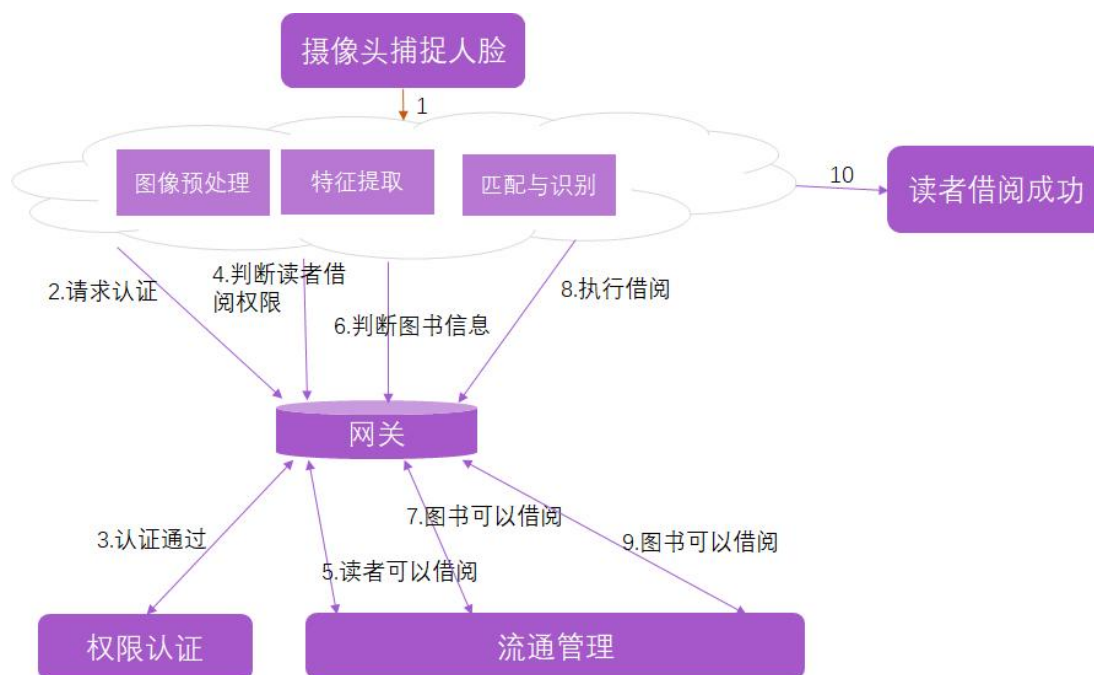 摄像头捕捉人脸
1
图像预处理
特征提取
匹配与识别
10
读者借阅成功
2.请求认证
4.判断读者借
阅权限
6.判断图书信息
8.执行借阅
网关
3.认证通过
5.读者可以借阅
7.图书可以借阅
9.图书可以借阅
权限认证
流通管理